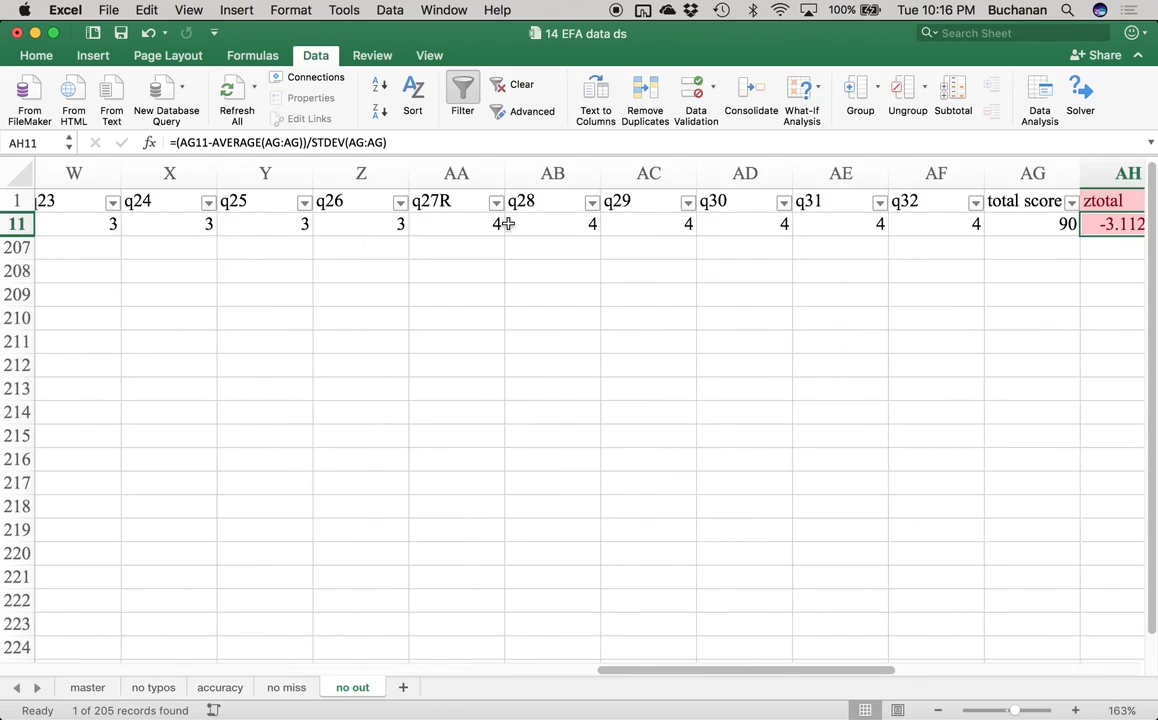 Excel File Edit View Insert Format Tools Data Window Help 100% Tue 10:16 PM Buchanan
14 EFA data ds Search Sheet
Home Insert Page Layout Formulas Data Review View Share
From FileMaker From HTML From Text New Database Query Refresh All Connections Properties Edit Links Sort Filter Clear Advanced Text to Columns Remove Duplicates Data Validation Consolidate What-If Analysis Group Ungroup Subtotal Data Analysis Solver
AH11 fx =(AG11-AVERAGE(AG:AG))/STDEV(AG:AG)
W X Y Z AA AB AC AD AE AF AG AH
1 q23 q24 q25 q26 q27R q28 q29 q30 q31 q32 total score ztotal
11 3 3 3 3 4 4 4 4 4 4 90 -3.112
207
208
209
210
211
212
213
214
215
216
217
218
219
220
221
222
223
224
master no typos accuracy no miss no out
Ready 1 of 205 records found 163%